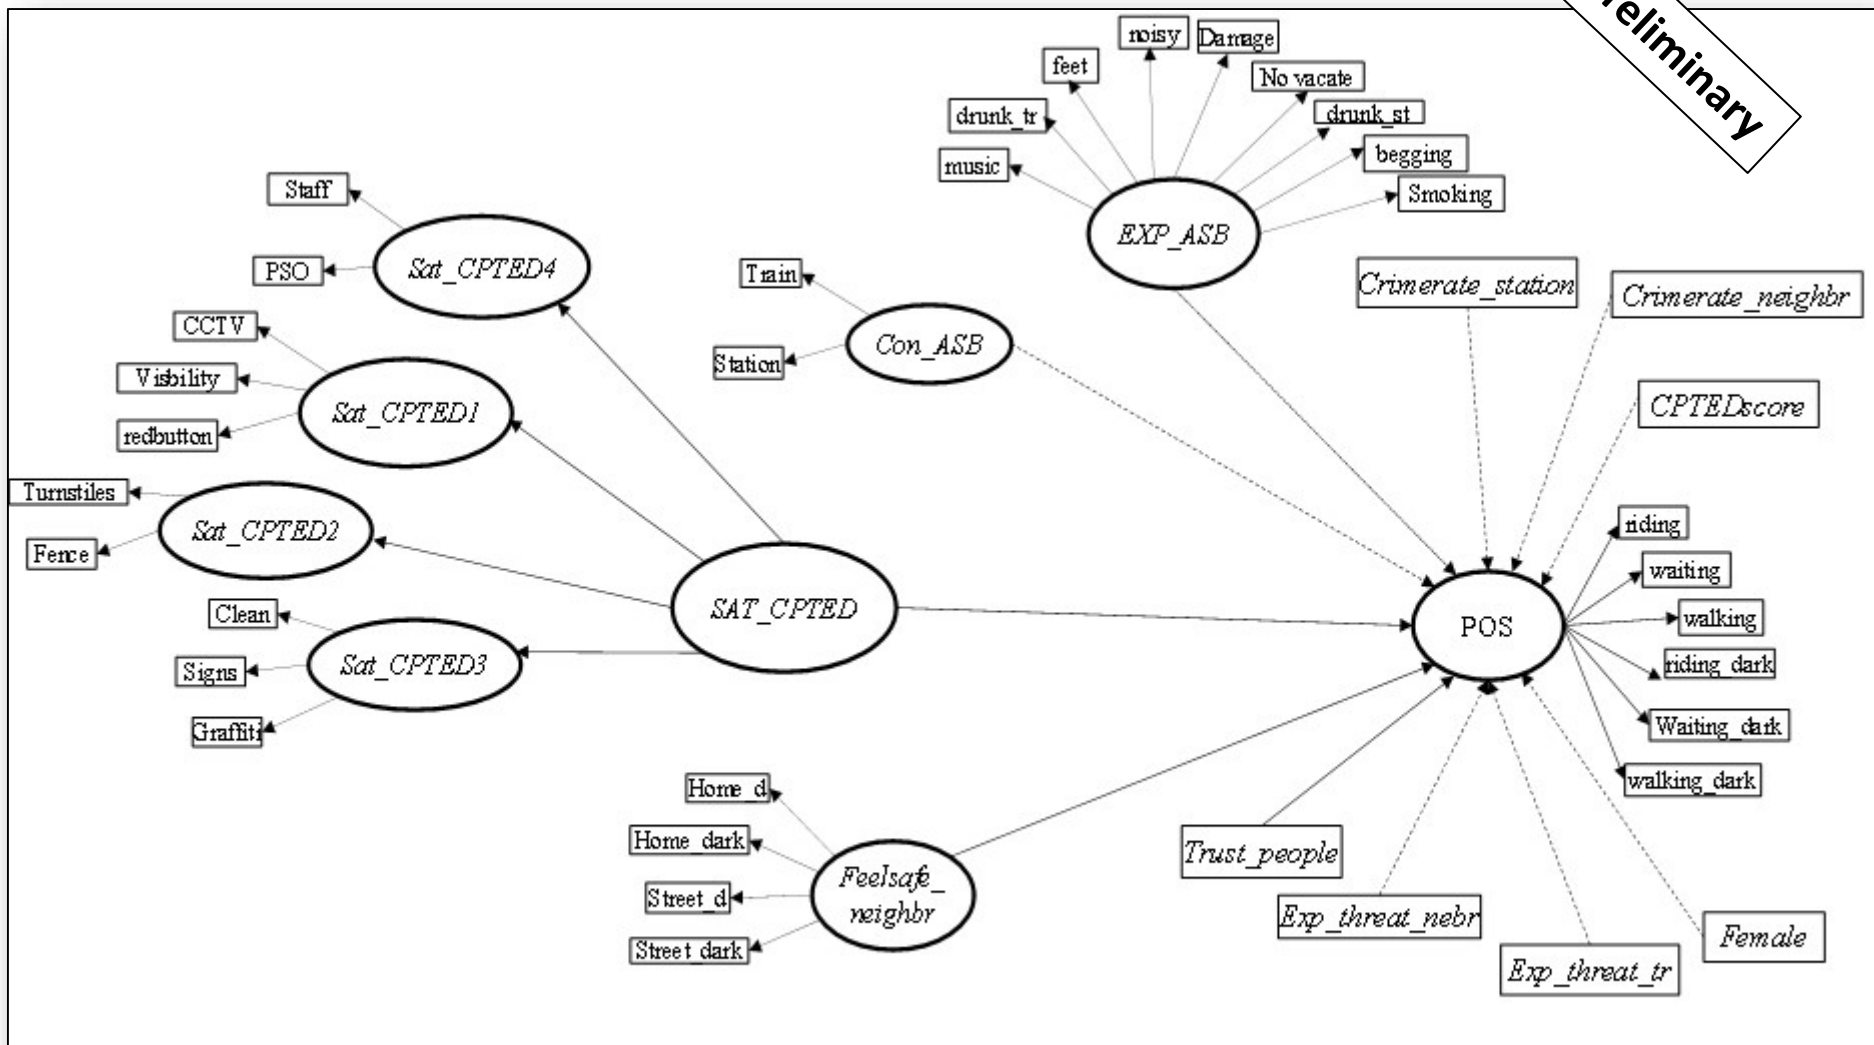 reliminary
noisy
Damage
feet
No vacate
drunk_tr
drunk_st
music
begging
Smoking
EXP_ASB
Staff
PSO
Sat_CPTED4
CCTV
Visbility
redbutton
Sat_CPTED1
Turnstiles
Fence
Sat_CPTED2
Clean
Signs
Graffiti
Sat_CPTED3
SAT_CPTED
Train
Station
Con_ASB
Crimerate_station
Crimerate_neighbr
CPTEDscore
riding
waiting
walking
riding_dark
Waiting_dark
walking_dark
POS
Home_d
Home_dark
Street_d
Street_dark
Feelsafe_
neighbr
Trust_people
Exp_threat_nebr
Exp_threat_tr
Female